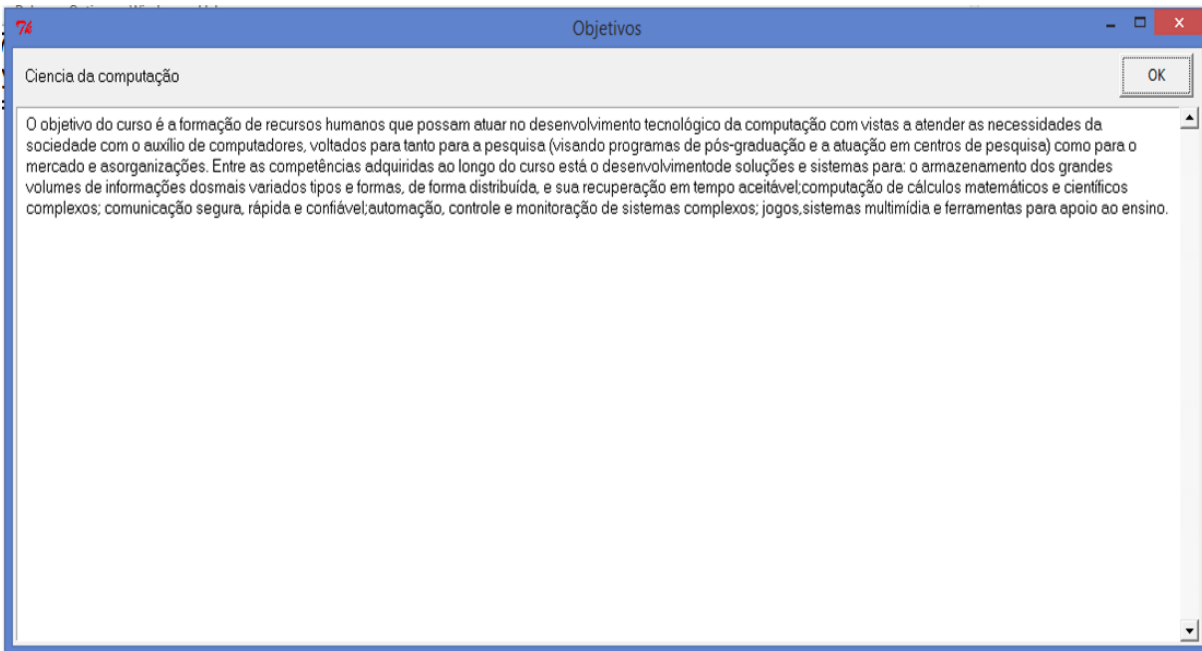 Objetivos
Ciencia da computação
OK
O objetivo do curso é a formação de recursos humanos que possam atuar no desenvolvimento tecnológico da computação com vistas a atender as necessidades da
sociedade com o auxílio de computadores, voltados para tanto para a pesquisa (visando programas de pós-graduação e a atuação em centros de pesquisa) como para o
mercado e asorganizações. Entre as competências adquiridas ao longo do curso está o desenvolvimentode soluções e sistemas para: o armazenamento dos grandes
volumes de informações dosmais variados tipos e formas, de forma distribuída, e sua recuperação em tempo aceitável;computação de cálculos matemáticos e científicos
complexos; comunicação segura, rápida e confiável;automação, controle e monitoração de sistemas complexos; jogos,sistemas multimídia e ferramentas para apoio ao ensino.